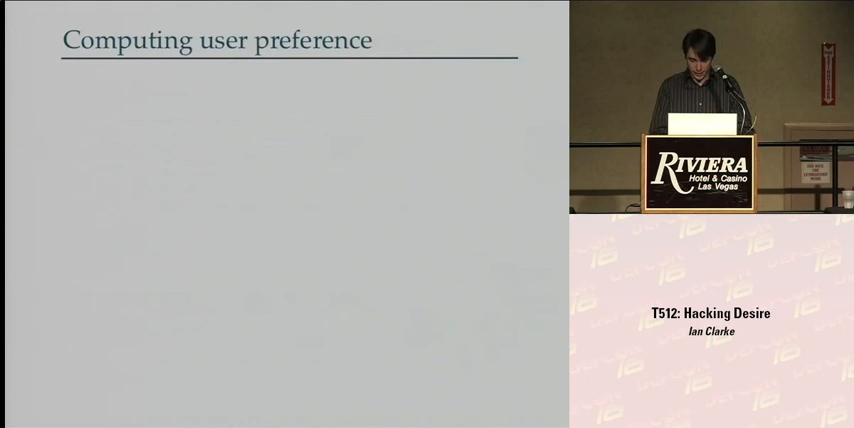 Computing user preference
RIVIERA
Hotel & Casino
Las Vegas
T512: Hacking Desire
Ian Clarke